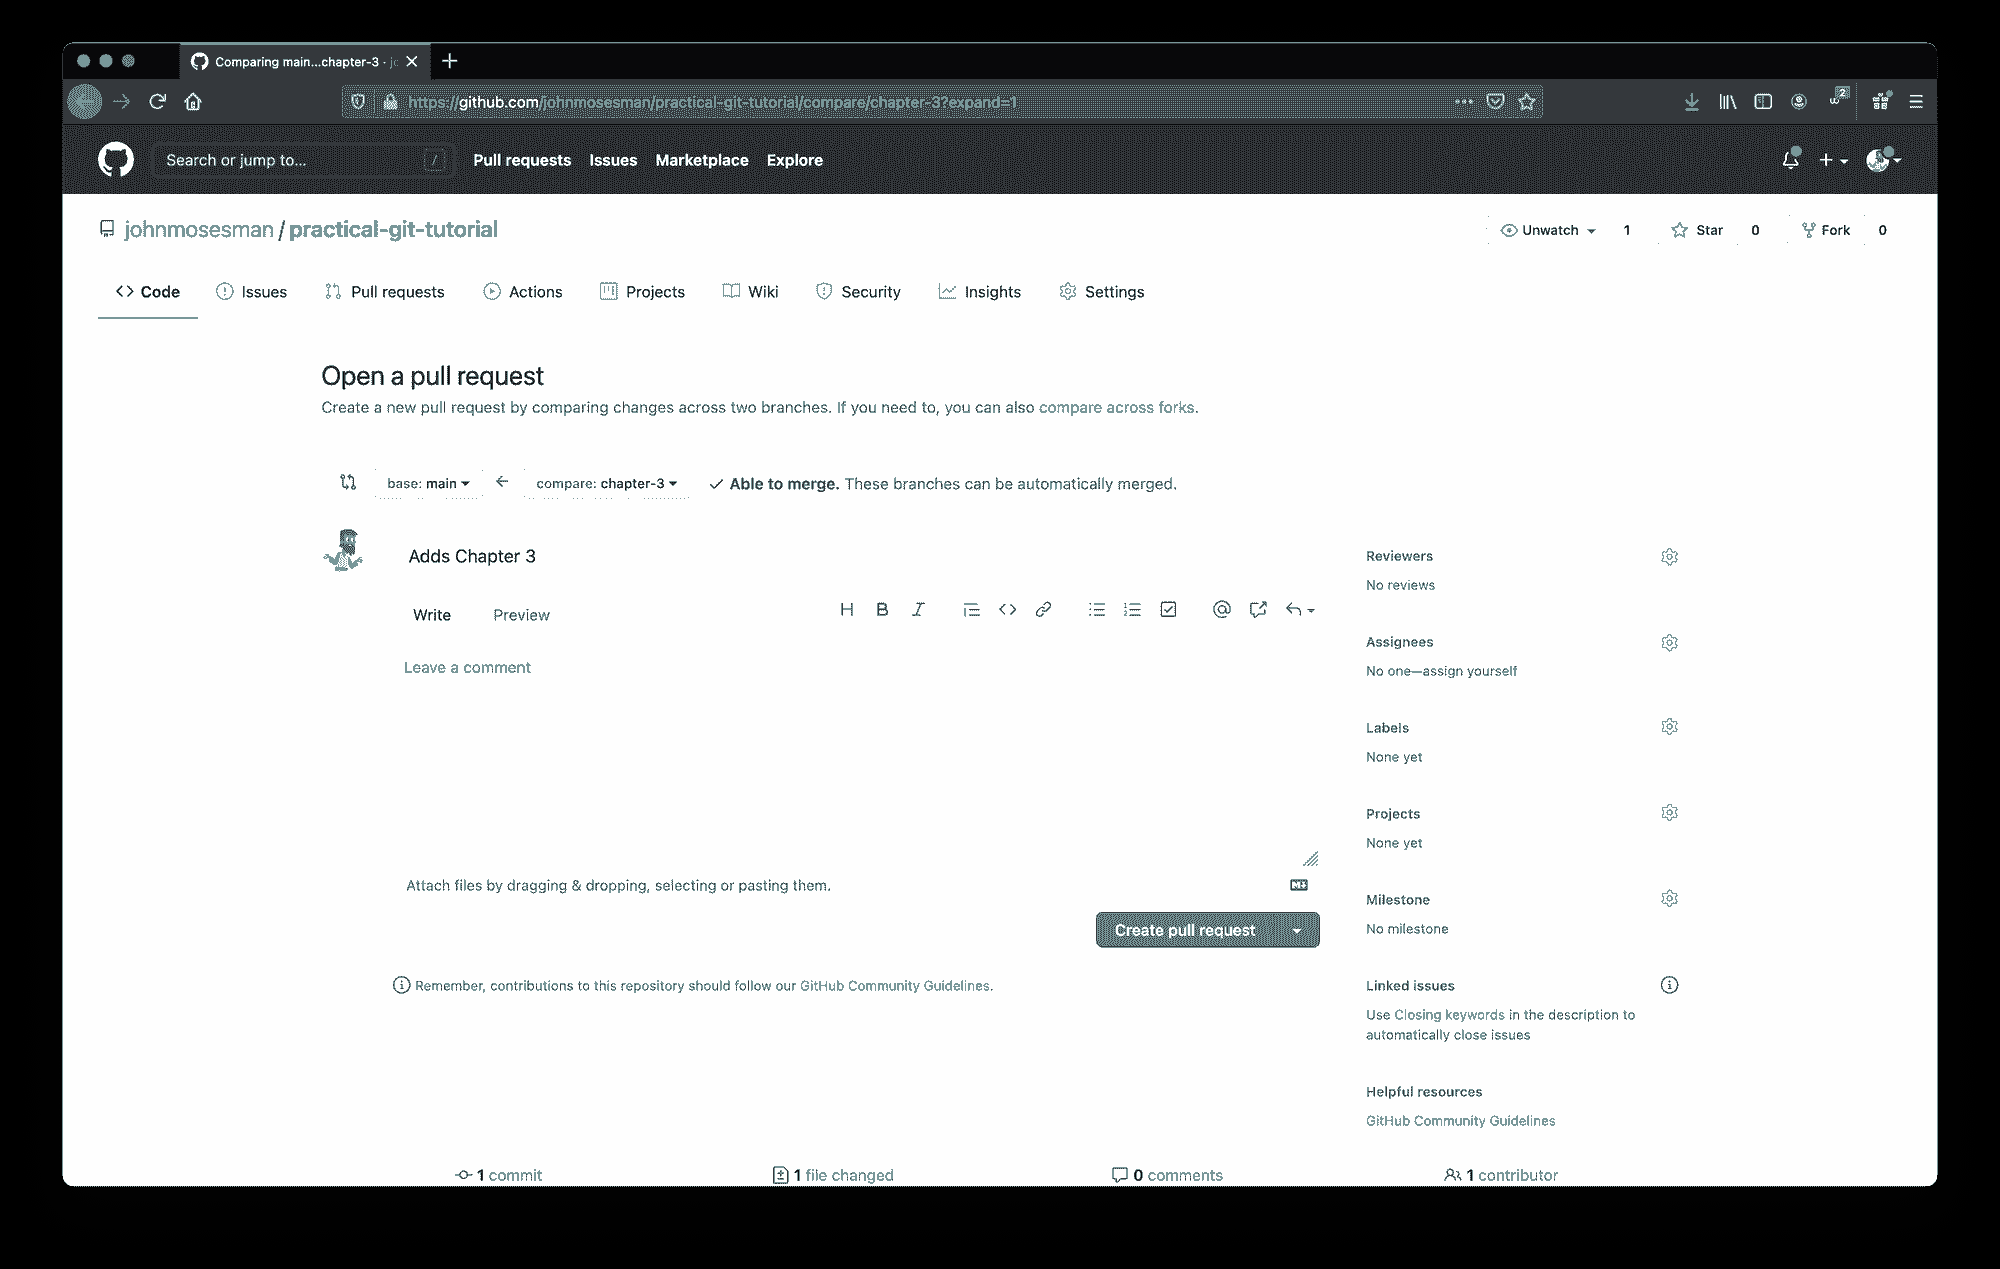 Comparing main...chapter-3 · jo
https://github.com/johnmosesman/practical-git-tutorial/compare/chapter-3?expand=1
2
Search or jump to... / Pull requests Issues Marketplace Explore
johnmosesman / practical-git-tutorial Unwatch 1 Star 0 Fork 0
<> Code Issues Pull requests Actions Projects Wiki Security Insights Settings
Open a pull request
Create a new pull request by comparing changes across two branches. If you need to, you can also compare across forks.
base: main ← compare: chapter-3 ✓ Able to merge. These branches can be automatically merged.
Adds Chapter 3
Write Preview H B I
Leave a comment
Attach files by dragging & dropping, selecting or pasting them.
Create pull request
Remember, contributions to this repository should follow our GitHub Community Guidelines.
Reviewers
No reviews
Assignees
No one—assign yourself
Labels
None yet
Projects
None yet
Milestone
No milestone
Linked issues
Use Closing keywords in the description to
automatically close issues
Helpful resources
GitHub Community Guidelines
1 commit 1 file changed 0 comments 1 contributor